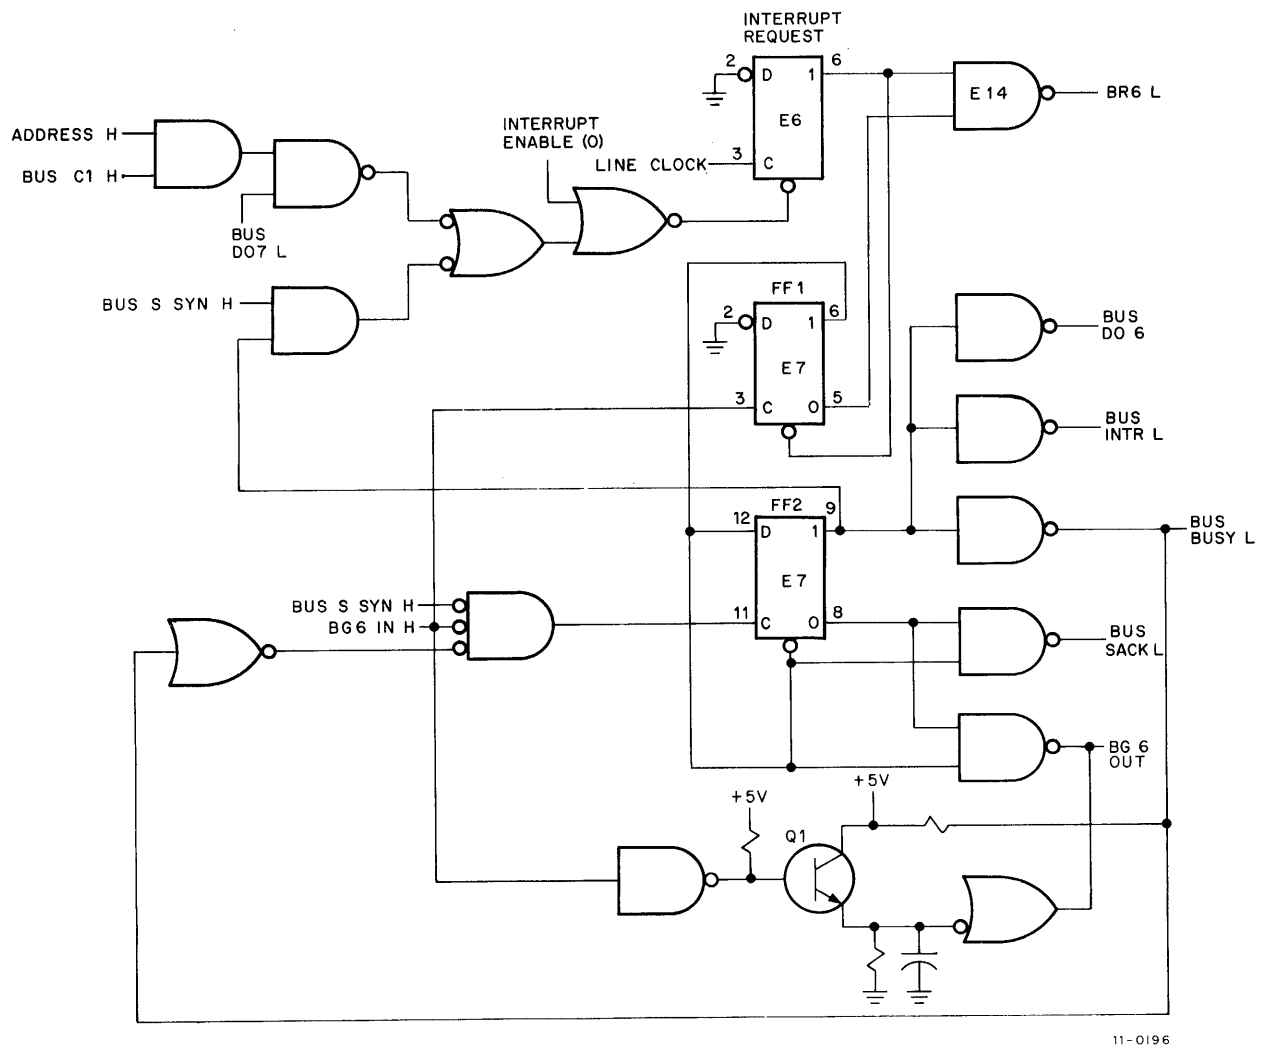 INTERRUPT
REQUEST
2
D
1
6
E6
3
C
LINE CLOCK
E14
BR6 L
ADDRESS H
BUS C1 H
BUS
DO7 L
INTERRUPT
ENABLE (0)
BUS S SYN H
FF1
2
D
1
6
E7
3
C
0
5
BUS
DO 6
BUS
INTR L
FF2
12
D
1
9
E7
11
C
0
8
BUS
BUSY L
BUS S SYN H
BG6 IN H
BUS
SACK L
BG 6
OUT
+5V
+5V
Q1
11-0196